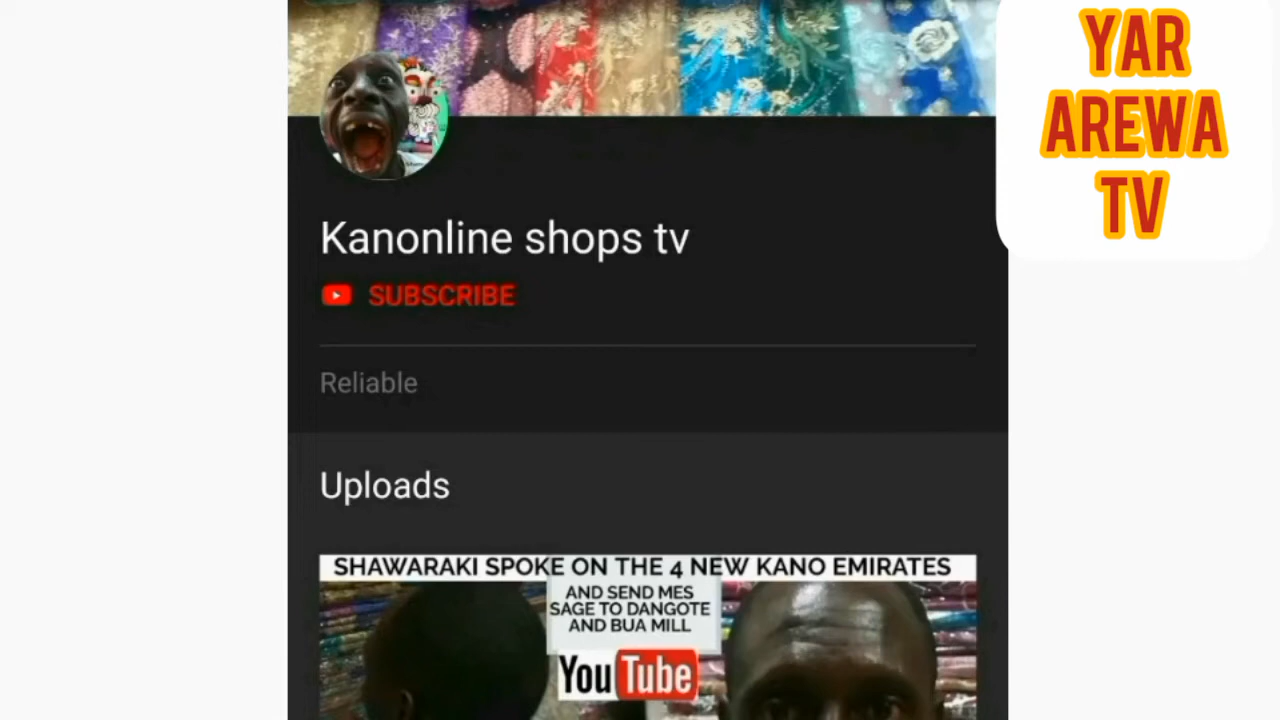 YAR
AREWA
TV
Kanonline shops tv
SUBSCRIBE
Reliable
Uploads
SHAWARAKI SPOKE ON THE 4 NEW KANO EMIRATES
AND SEND MES
SAGE TO DANGOTE
AND BUA MILL
YouTube